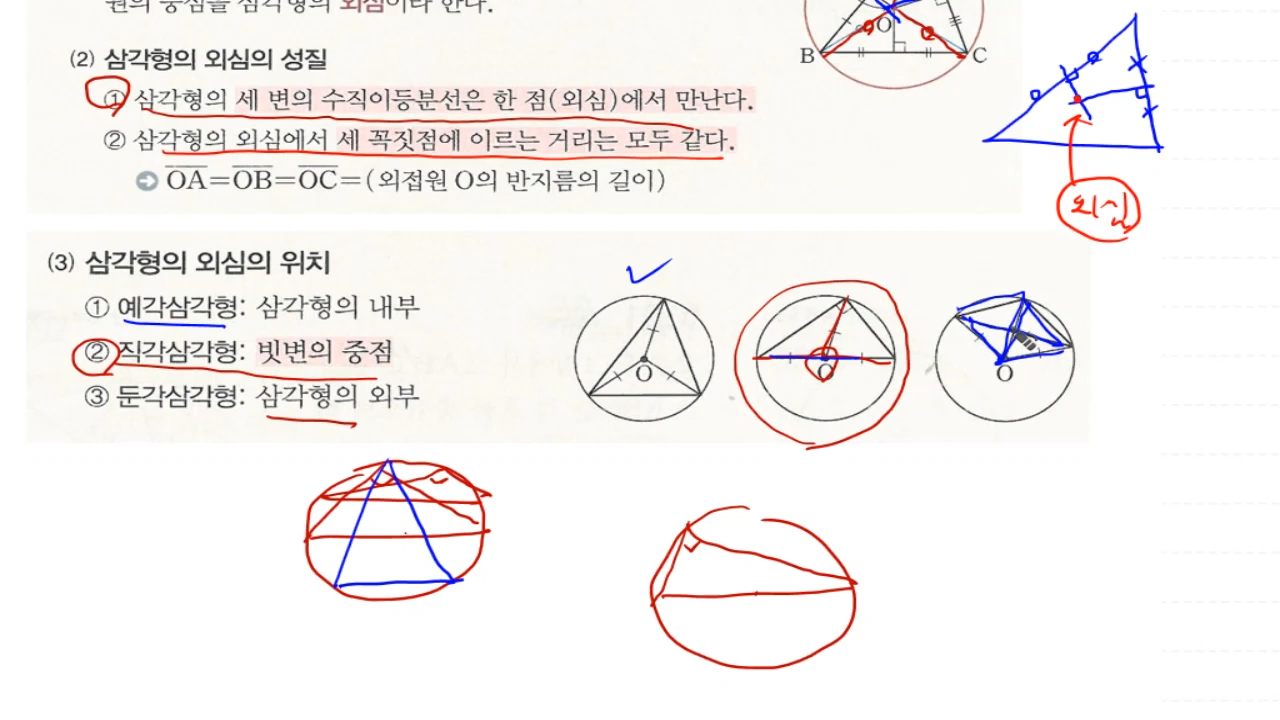 원의 중심을 삼각형의 외심이라 한다.
B
O
C
(2) 삼각형의 외심의 성질
① 삼각형의 세 변의 수직이등분선은 한 점(외심)에서 만난다.
② 삼각형의 외심에서 세 꼭짓점에 이르는 거리는 모두 같다.
OA=OB=OC=(외접원 O의 반지름의 길이)
외심
(3) 삼각형의 외심의 위치
① 예각삼각형: 삼각형의 내부
② 직각삼각형: 빗변의 중점
③ 둔각삼각형: 삼각형의 외부
O
O
O